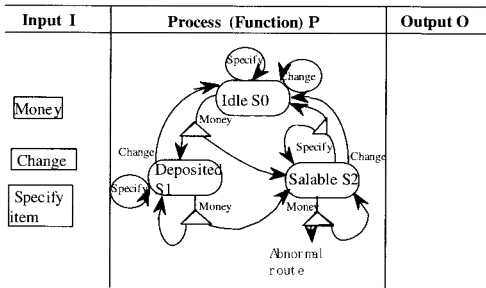 Input I
Process (Function) P
Output O
Specify
Change
Idle S0
Money
Money
Change
Specify
Change
Deposited
S1
Salable S2
Change
Specify
Specify
item
Money
Money
Abnormal
route